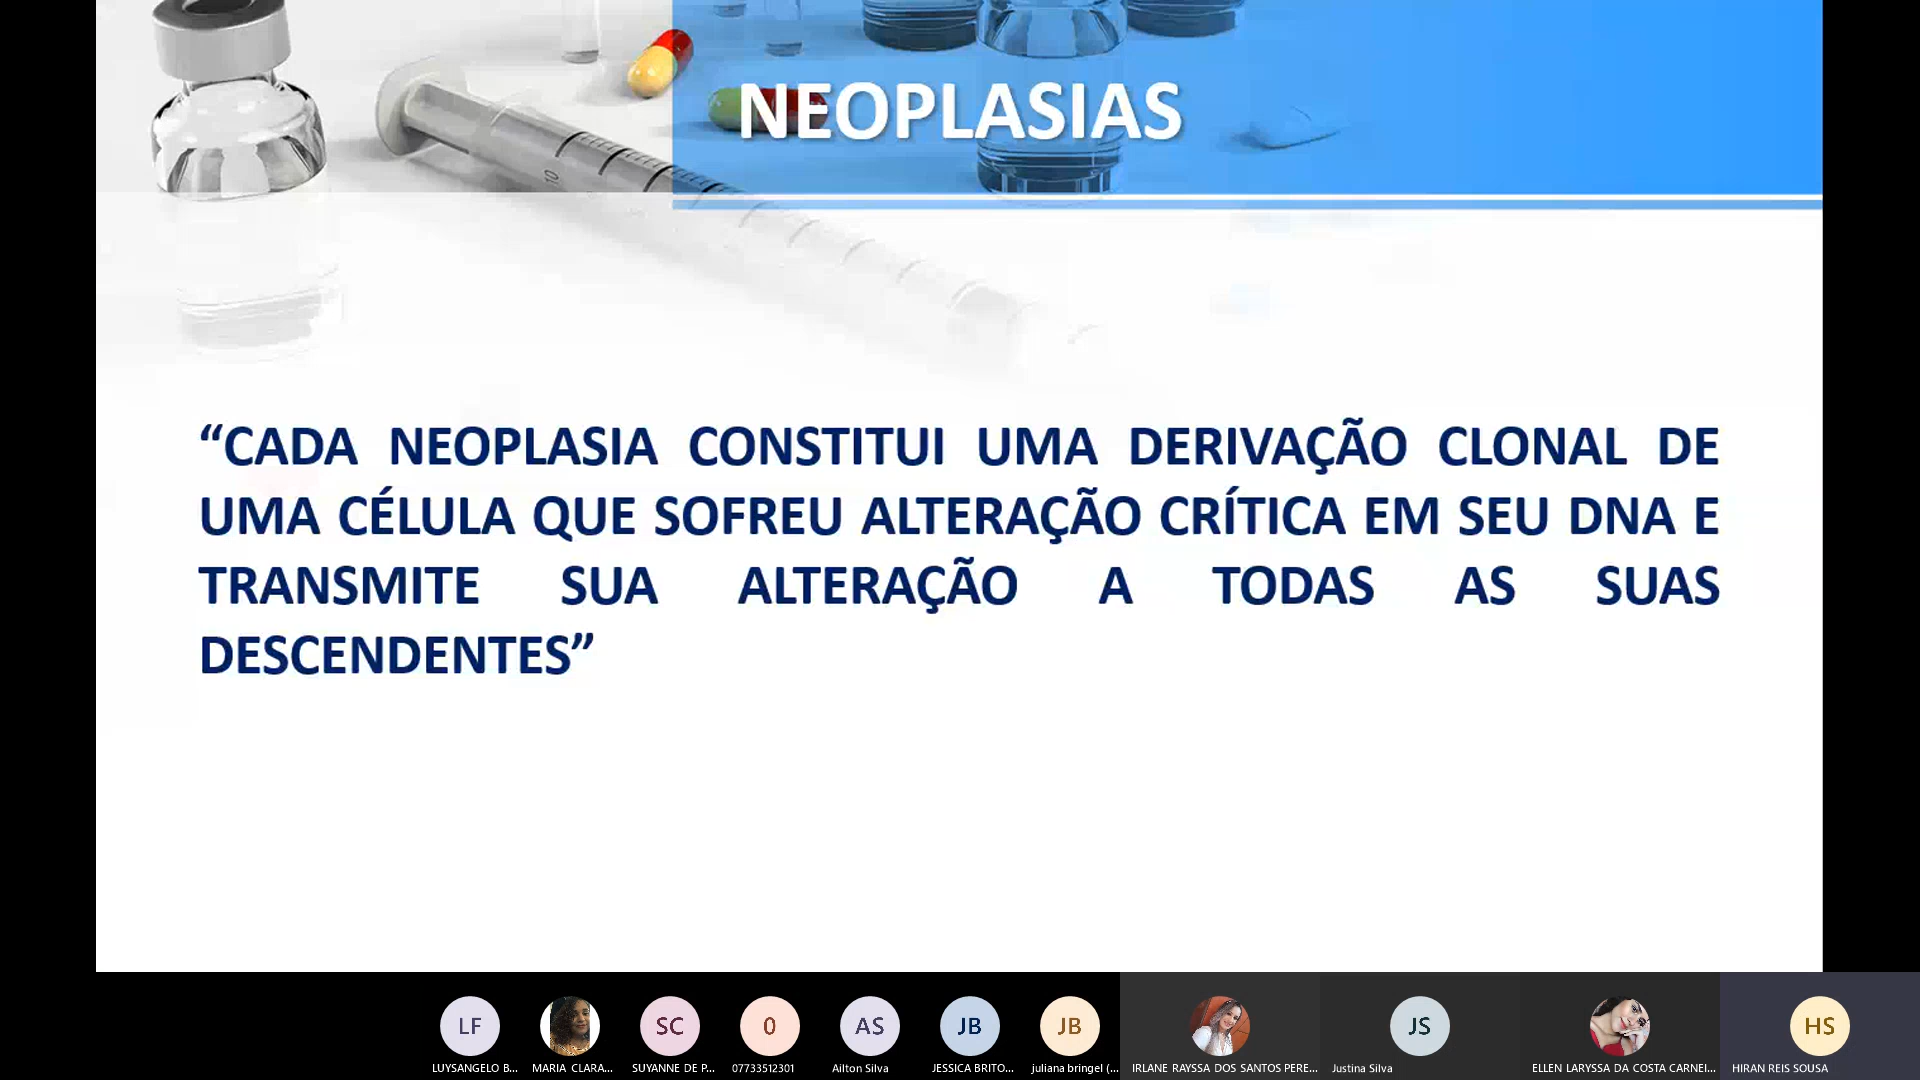 10
NEOPLASIAS
“CADA NEOPLASIA CONSTITUI UMA DERIVAÇÃO CLONAL DE
UMA CÉLULA QUE SOFREU ALTERAÇÃO CRÍTICA EM SEU DNA E
TRANSMITE SUA ALTERAÇÃO A TODAS AS SUAS
DESCENDENTES”
LF SC 0 AS JB JB JS HS
LUYSANGELO B... MARIA CLARA... SUYANNE DE P... 07733512301 Ailton Silva JESSICA BRITO... juliana bringel (... IRLANE RAYSSA DOS SANTOS PERE... Justina Silva ELLEN LARYSSA DA COSTA CARNEI... HIRAN REIS SOUSA